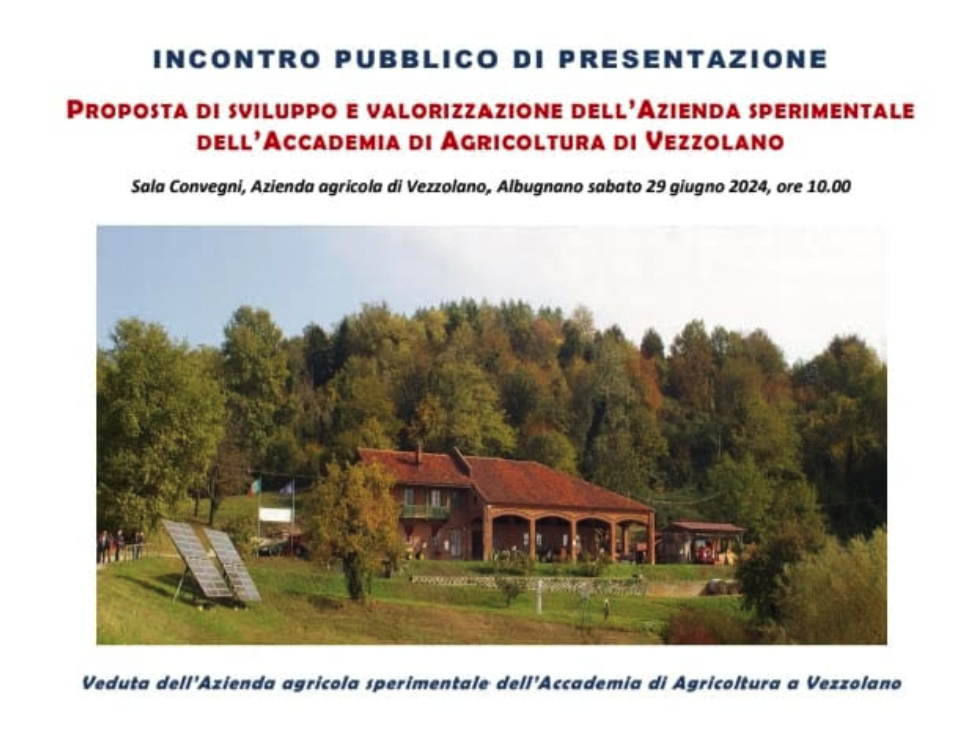 INCONTRO PUBBLICO DI PRESENTAZIONE
PROPOSTA DI SVILUPPO E VALORIZZAZIONE DELL'AZIENDA SPERIMENTALE
DELL'ACCADEMIA DI AGRICOLTURA DI VEZZOLANO
Sala Convegni, Azienda agricola di Vezzolano, Albugnano sabato 29 giugno 2024, ore 10.00
Veduta dell'Azienda agricola sperimentale dell'Accademia di Agricoltura a Vezzolano